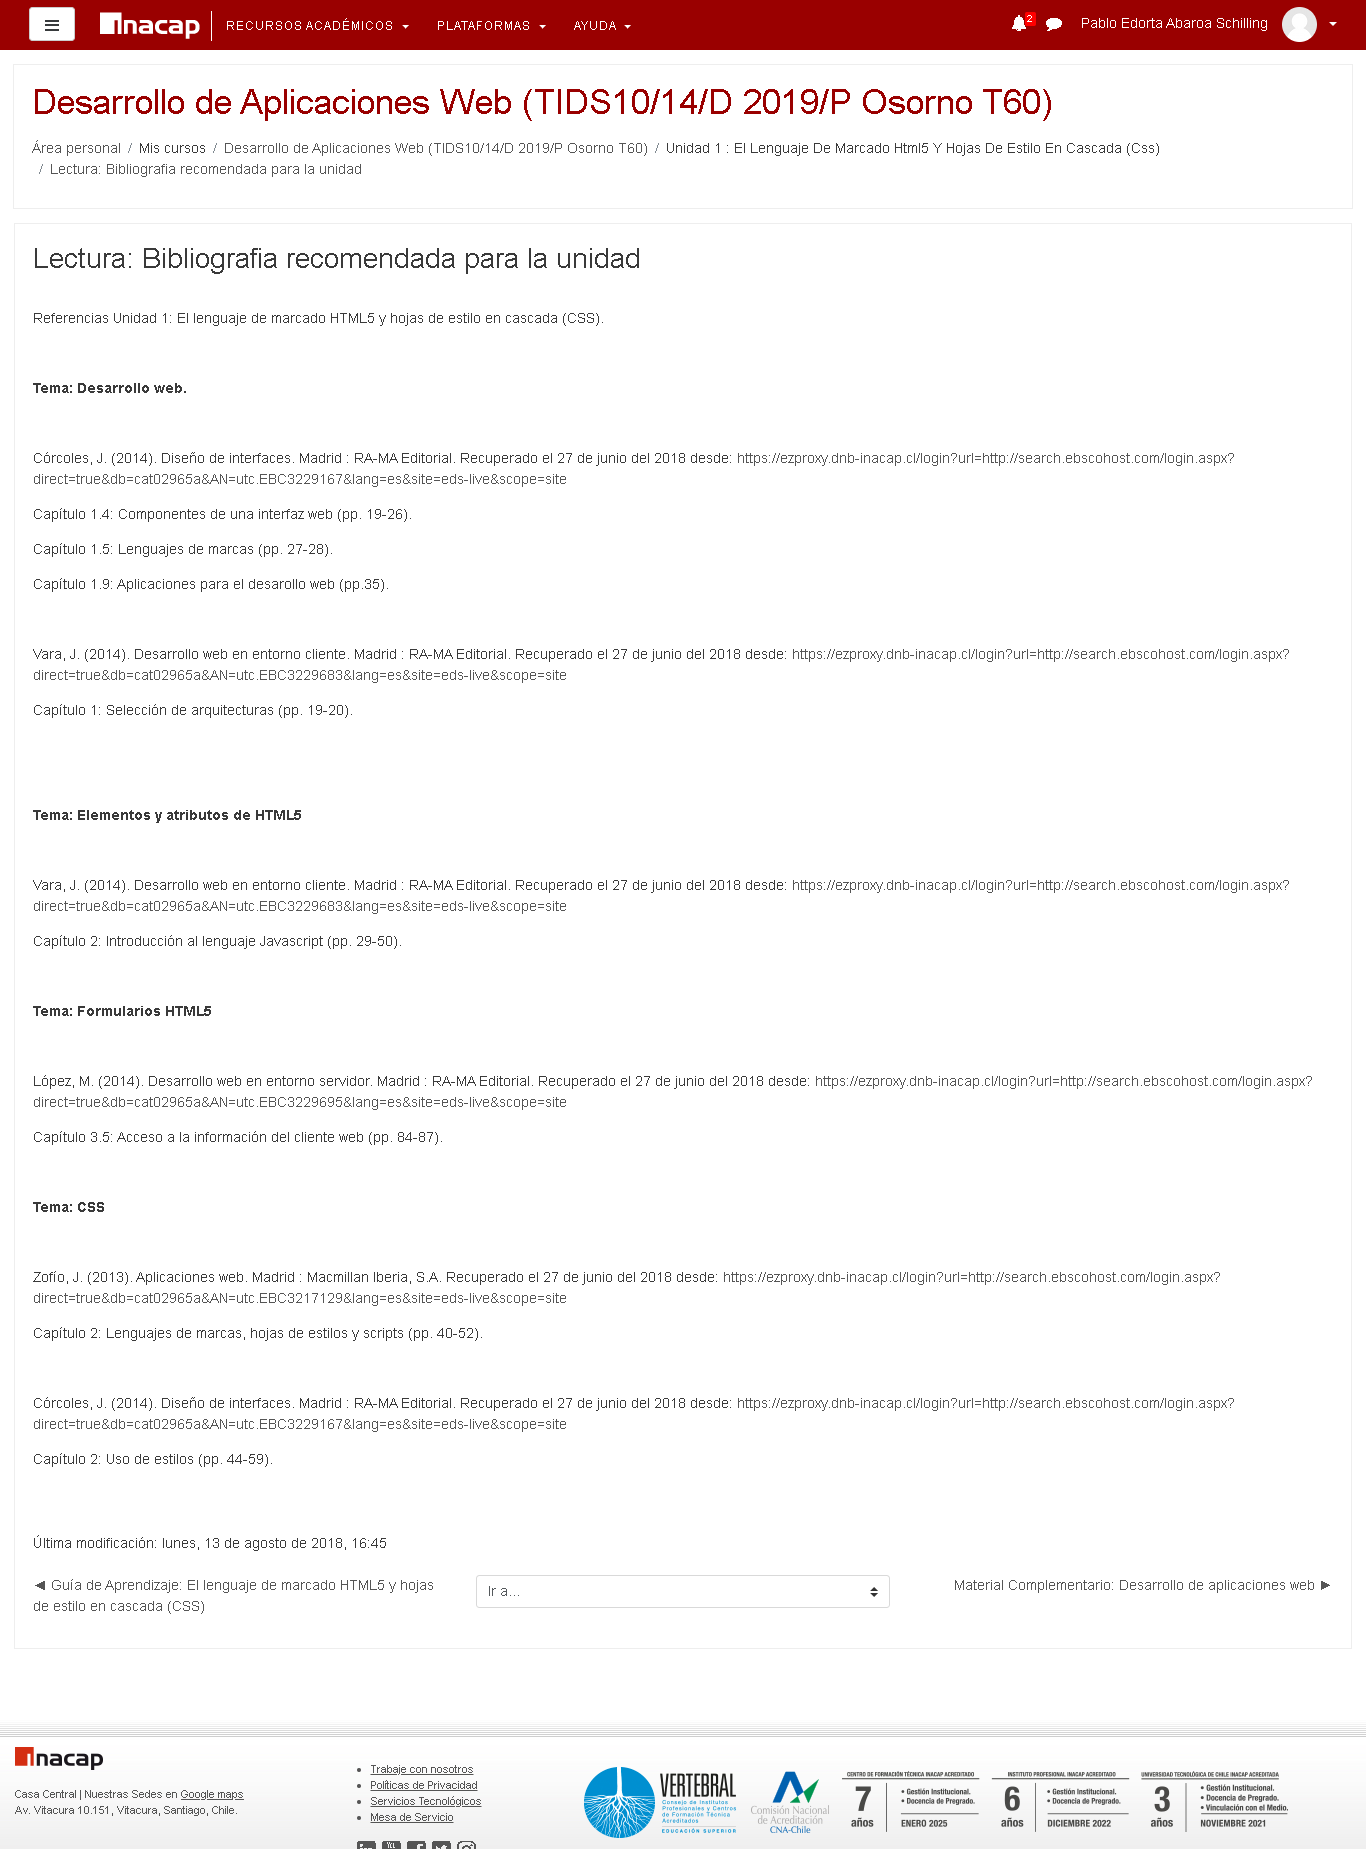 Inacap RECURSOS ACADÉMICOS PLATAFORMAS AYUDA 2 Pablo Edorta Abaroa Schilling
Desarrollo de Aplicaciones Web (TIDS10/14/D 2019/P Osorno T60)
Área personal / Mis cursos / Desarrollo de Aplicaciones Web (TIDS10/14/D 2019/P Osorno T60) / Unidad 1 : El Lenguaje De Marcado Html5 Y Hojas De Estilo En Cascada (Css)
/ Lectura: Bibliografia recomendada para la unidad
Lectura: Bibliografia recomendada para la unidad
Referencias Unidad 1: El lenguaje de marcado HTML5 y hojas de estilo en cascada (CSS).
Tema: Desarrollo web.
Córcoles, J. (2014). Diseño de interfaces. Madrid : RA-MA Editorial. Recuperado el 27 de junio del 2018 desde: https://ezproxy.dnb-inacap.cl/login?url=http://search.ebscohost.com/login.aspx?
direct=true&db=cat02965a&AN=utc.EBC3229167&lang=es&site=eds-live&scope=site
Capítulo 1.4: Componentes de una interfaz web (pp. 19-26).
Capítulo 1.5: Lenguajes de marcas (pp. 27-28).
Capítulo 1.9: Aplicaciones para el desarollo web (pp.35).
Vara, J. (2014). Desarrollo web en entorno cliente. Madrid : RA-MA Editorial. Recuperado el 27 de junio del 2018 desde: https://ezproxy.dnb-inacap.cl/login?url=http://search.ebscohost.com/login.aspx?
direct=true&db=cat02965a&AN=utc.EBC3229683&lang=es&site=eds-live&scope=site
Capítulo 1: Selección de arquitecturas (pp. 19-20).
Tema: Elementos y atributos de HTML5
Vara, J. (2014). Desarrollo web en entorno cliente. Madrid : RA-MA Editorial. Recuperado el 27 de junio del 2018 desde: https://ezproxy.dnb-inacap.cl/login?url=http://search.ebscohost.com/login.aspx?
direct=true&db=cat02965a&AN=utc.EBC3229683&lang=es&site=eds-live&scope=site
Capítulo 2: Introducción al lenguaje Javascript (pp. 29-50).
Tema: Formularios HTML5
López, M. (2014). Desarrollo web en entorno servidor. Madrid : RA-MA Editorial. Recuperado el 27 de junio del 2018 desde: https://ezproxy.dnb-inacap.cl/login?url=http://search.ebscohost.com/login.aspx?
direct=true&db=cat02965a&AN=utc.EBC3229695&lang=es&site=eds-live&scope=site
Capítulo 3.5: Acceso a la información del cliente web (pp. 84-87).
Tema: CSS
Zofío, J. (2013). Aplicaciones web. Madrid : Macmillan Iberia, S.A. Recuperado el 27 de junio del 2018 desde: https://ezproxy.dnb-inacap.cl/login?url=http://search.ebscohost.com/login.aspx?
direct=true&db=cat02965a&AN=utc.EBC3217129&lang=es&site=eds-live&scope=site
Capítulo 2: Lenguajes de marcas, hojas de estilos y scripts (pp. 40-52).
Córcoles, J. (2014). Diseño de interfaces. Madrid : RA-MA Editorial. Recuperado el 27 de junio del 2018 desde: https://ezproxy.dnb-inacap.cl/login?url=http://search.ebscohost.com/login.aspx?
direct=true&db=cat02965a&AN=utc.EBC3229167&lang=es&site=eds-live&scope=site
Capítulo 2: Uso de estilos (pp. 44-59).
Última modificación: lunes, 13 de agosto de 2018, 16:45
◄ Guía de Aprendizaje: El lenguaje de marcado HTML5 y hojas
de estilo en cascada (CSS)
Ir a...
Material Complementario: Desarrollo de aplicaciones web ►
Inacap
Casa Central | Nuestras Sedes en Google maps
Av. Vitacura 10.151, Vitacura, Santiago, Chile.
Trabaje con nosotros
Políticas de Privacidad
Servicios Tecnológicos
Mesa de Servicio
VERTEBRAL
Consejo de Institutos
Profesionales y Centros
de Formación Técnica
Acreditados
EDUCACIÓN SUPERIOR
Comisión Nacional
de Acreditación
CNA-Chile
CENTRO DE FORMACIÓN TÉCNICA INACAP ACREDITADO
7 años
• Gestión Institucional.
• Docencia de Pregrado.
ENERO 2025
INSTITUTO PROFESIONAL INACAP ACREDITADO
6 años
• Gestión Institucional.
• Docencia de Pregrado.
DICIEMBRE 2022
UNIVERSIDAD TECNOLÓGICA DE CHILE INACAP ACREDITADA
3 años
• Gestión Institucional.
• Docencia de Pregrado.
• Vinculación con el Medio.
NOVIEMBRE 2021